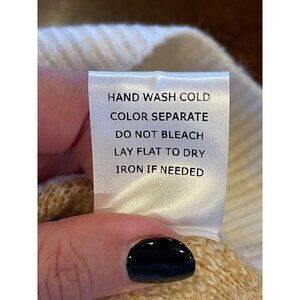 HAND WASH COLD
COLOR SEPARATE
DO NOT BLEACH
LAY FLAT TO DRY
IRON IF NEEDED